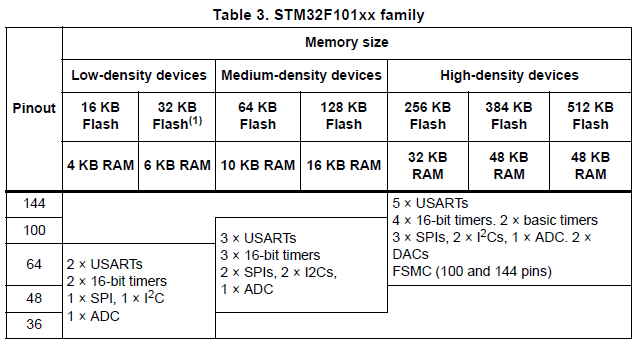 Table 3. STM32F101xx family
Pinout
Memory size
Low-density devices
Medium-density devices
High-density devices
16 KB Flash
32 KB Flash(1)
64 KB Flash
128 KB Flash
256 KB Flash
384 KB Flash
512 KB Flash
4 KB RAM
6 KB RAM
10 KB RAM
16 KB RAM
32 KB RAM
48 KB RAM
48 KB RAM
144
100
64
48
36
2 × USARTs
2 × 16-bit timers
1 × SPI, 1 × I2C
1 × ADC
3 × USARTs
3 × 16-bit timers
2 × SPIs, 2 × I2Cs,
1 × ADC
5 × USARTs
4 × 16-bit timers. 2 × basic timers
3 × SPIs, 2 × I2Cs, 1 × ADC. 2 ×
DACs
FSMC (100 and 144 pins)